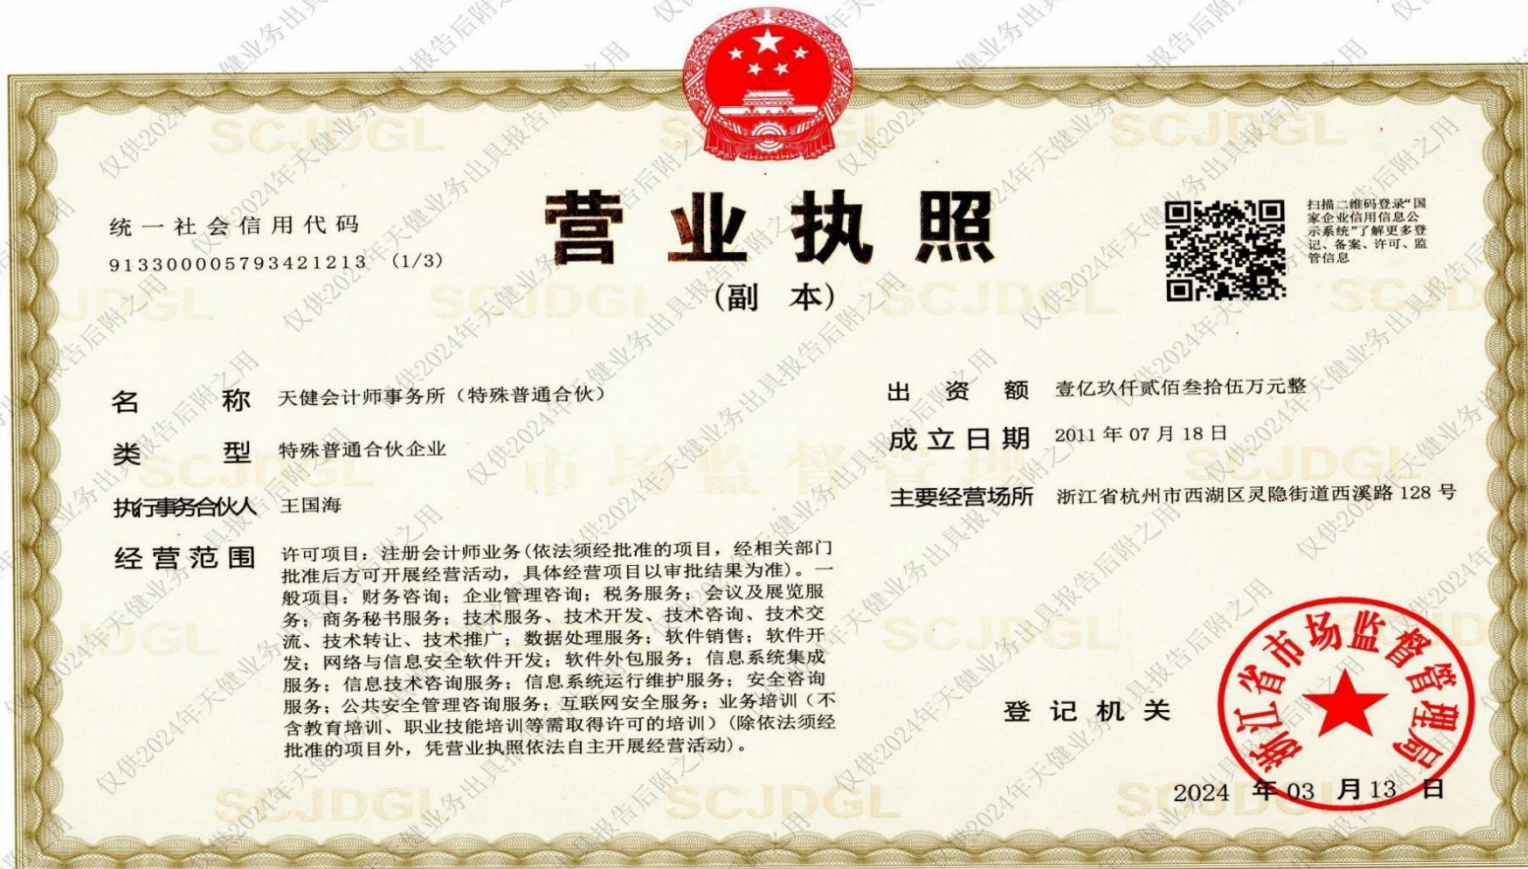 统一社会信用代码
913300005793421213 (1/3)
营业执照
(副 本)
扫描二维码登录“国
家企业信用信息公
示系统”了解更多登
记、备案、许可、监
管信息
名 称 天健会计师事务所（特殊普通合伙）
类 型 特殊普通合伙企业
执行事务合伙人 王国海
经营范围 许可项目：注册会计师业务(依法须经批准的项目，经相关部门
批准后方可开展经营活动，具体经营项目以审批结果为准)。一
般项目：财务咨询；企业管理咨询；税务服务；会议及展览服
务；商务秘书服务；技术服务、技术开发、技术咨询、技术交
流、技术转让、技术推广；数据处理服务；软件销售；软件开
发；网络与信息安全软件开发；软件外包服务；信息系统集成
服务；信息技术咨询服务；信息系统运行维护服务；安全咨询
服务；公共安全管理咨询服务；互联网安全服务；业务培训（不
含教育培训、职业技能培训等需取得许可的培训）(除依法须经
批准的项目外，凭营业执照依法自主开展经营活动)。
出 资 额 壹亿玖仟贰佰叁拾伍万元整
成立日期 2011年07月18日
主要经营场所 浙江省杭州市西湖区灵隐街道西溪路128号
登记机关
浙江省市场监督管理局
2024 年 03 月 13 日
市场监督管理
SCJDGL
仅供2024年天健业务出具报告后附之用